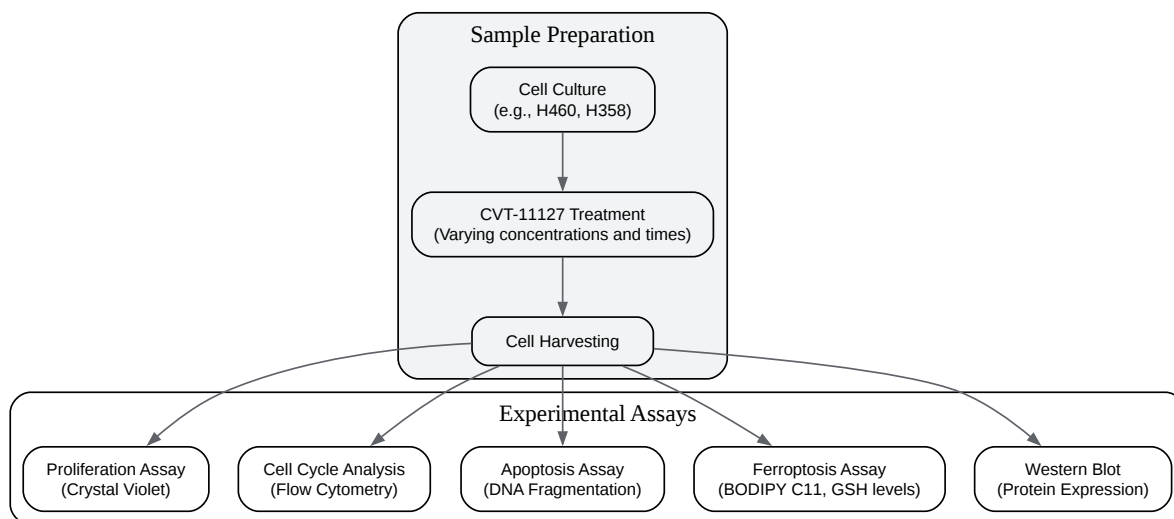 Sample Preparation
Cell Culture
(e.g., H460, H358)
CVT-11127 Treatment
(Varying concentrations and times)
Cell Harvesting
Experimental Assays
Proliferation Assay
(Crystal Violet)
Cell Cycle Analysis
(Flow Cytometry)
Apoptosis Assay
(DNA Fragmentation)
Ferroptosis Assay
(BODIPY C11, GSH levels)
Western Blot
(Protein Expression)